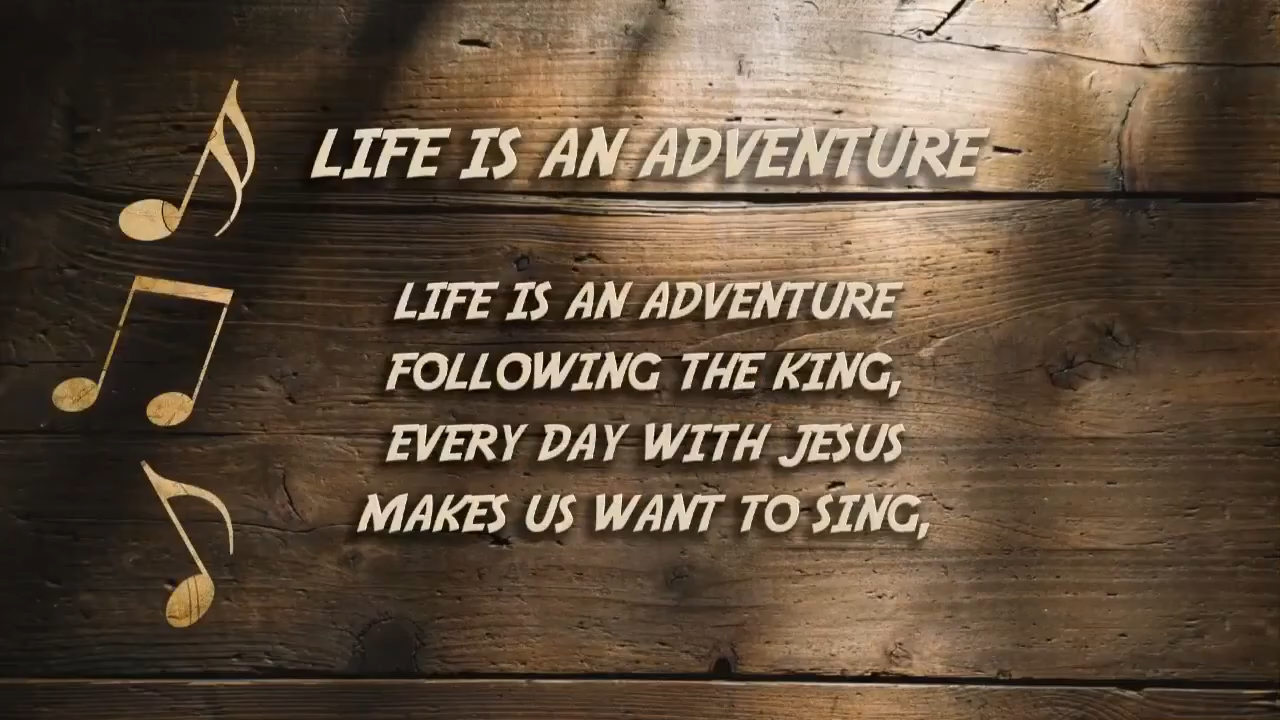 LIFE IS AN ADVENTURE
LIFE IS AN ADVENTURE
FOLLOWING THE KING,
EVERY DAY WITH JESUS
MAKES US WANT TO SING,